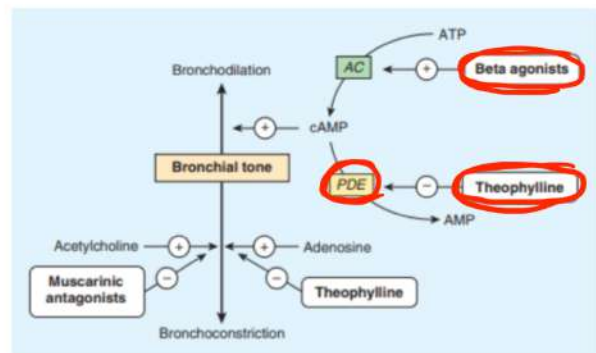 ATP
Bronchodilation
AC
+
Beta agonists
+
cAMP
Bronchial tone
PDE
−
Theophylline
AMP
Acetylcholine
+
+
Adenosine
Muscarinic
antagonists
−
−
Theophylline
Bronchoconstriction